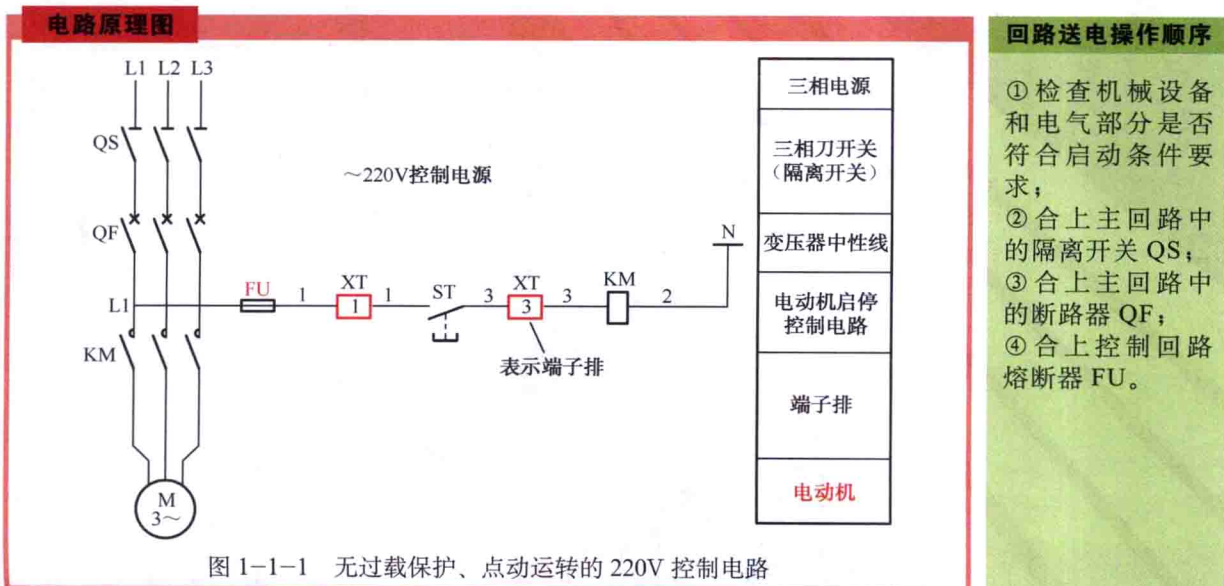 电路原理图
L1 L2 L3
QS
~220V控制电源
QF
N
L1
FU
1
XT
1
1
ST
3
XT
3
3
KM
2
KM
表示端子排
M
3~
三相电源
三相刀开关
（隔离开关）
变压器中性线
电动机启停
控制电路
端子排
电动机
图 1-1-1 无过载保护、点动运转的 220V 控制电路
回路送电操作顺序
①检查机械设备
和电气部分是否
符合启动条件要
求；
②合上主回路中
的隔离开关 QS；
③合上主回路中
的断路器 QF；
④合上控制回路
熔断器 FU。